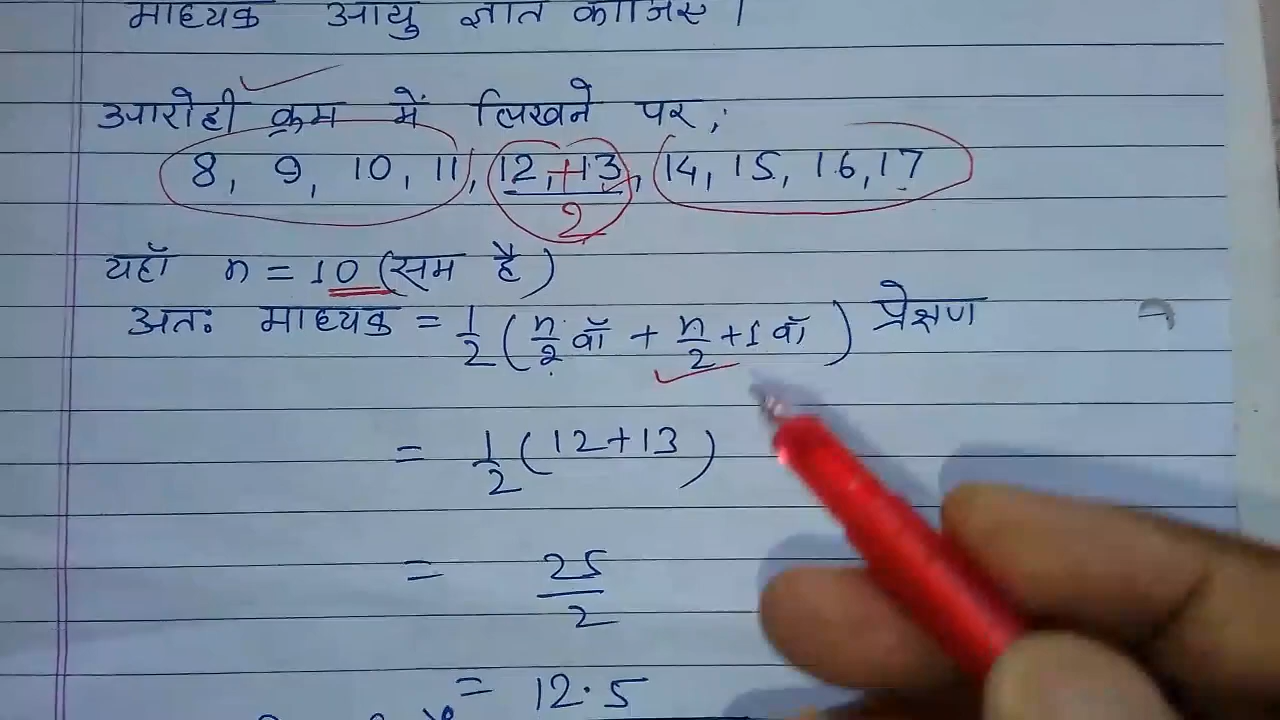 माध्यक आयु ज्ञात कीजिए।
आरोही क्रम में लिखने पर;
8, 9, 10, 11, 12, + 13, 14, 15, 16, 17
2
यहाँ n = 10 (सम है)
अतः माध्यक = 1/2 (n/2 वाँ + n/2 + 1 वाँ) प्रेक्षण
= 1/2 (12+13)
= 25/2
= 12.5